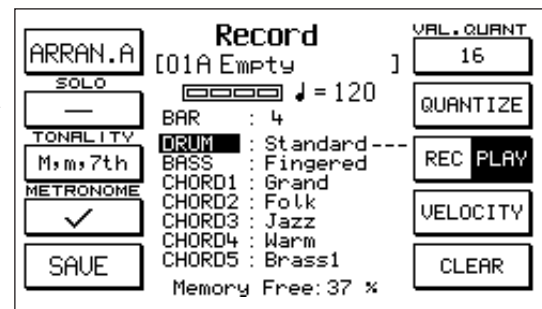 Record
[01A Empty ]
♩ = 120
BAR : 4
DRUM : Standard ---
BASS : Fingered
CHORD1 : Grand
CHORD2 : Folk
CHORD3 : Jazz
CHORD4 : Warm
CHORD5 : Brass1
Memory Free: 37 %
ARRAN.A
SOLO
—
TONALITY
M,m,7th
METRONOME
✓
SAVE
VAL.QUANT
16
QUANTIZE
REC PLAY
VELOCITY
CLEAR